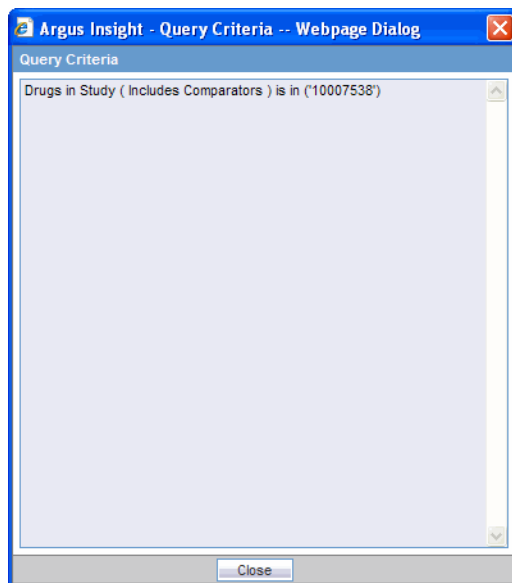 Argus Insight - Query Criteria -- Webpage Dialog
Query Criteria
Drugs in Study ( Includes Comparators ) is in ('10007538')
Close